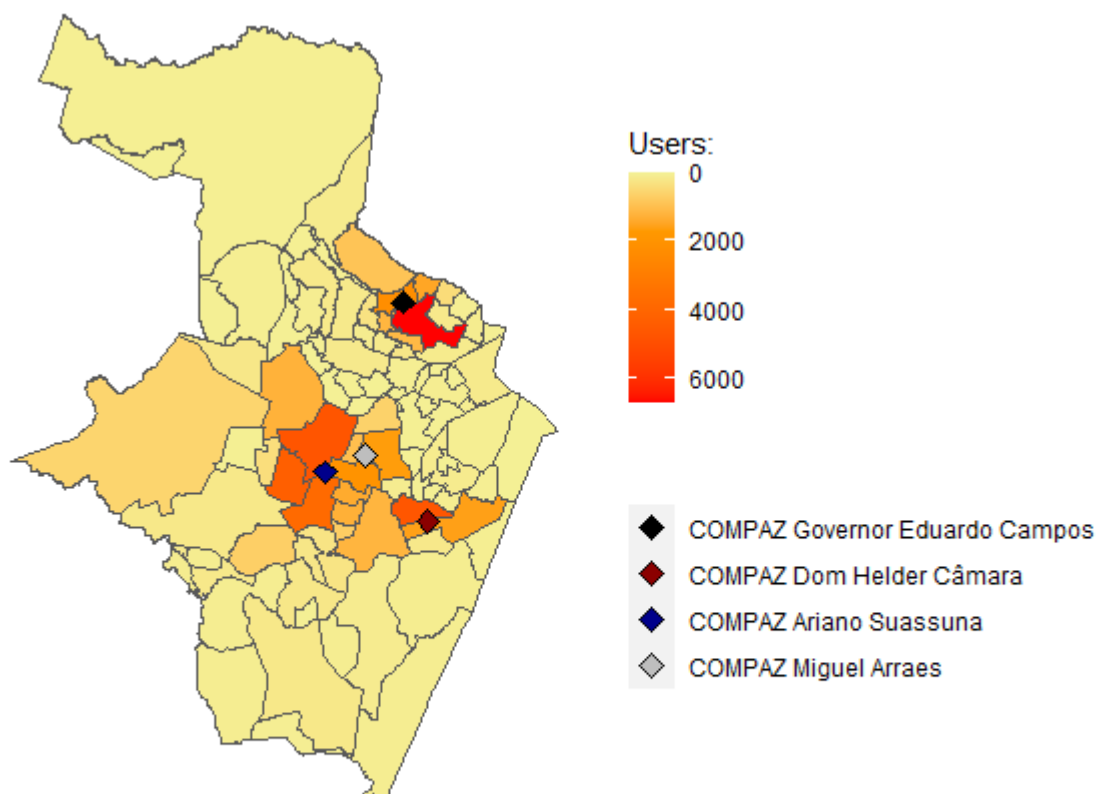 Users:
0
2000
4000
6000
COMPAZ Governor Eduardo Campos
COMPAZ Dom Helder Câmara
COMPAZ Ariano Suassuna
COMPAZ Miguel Arraes